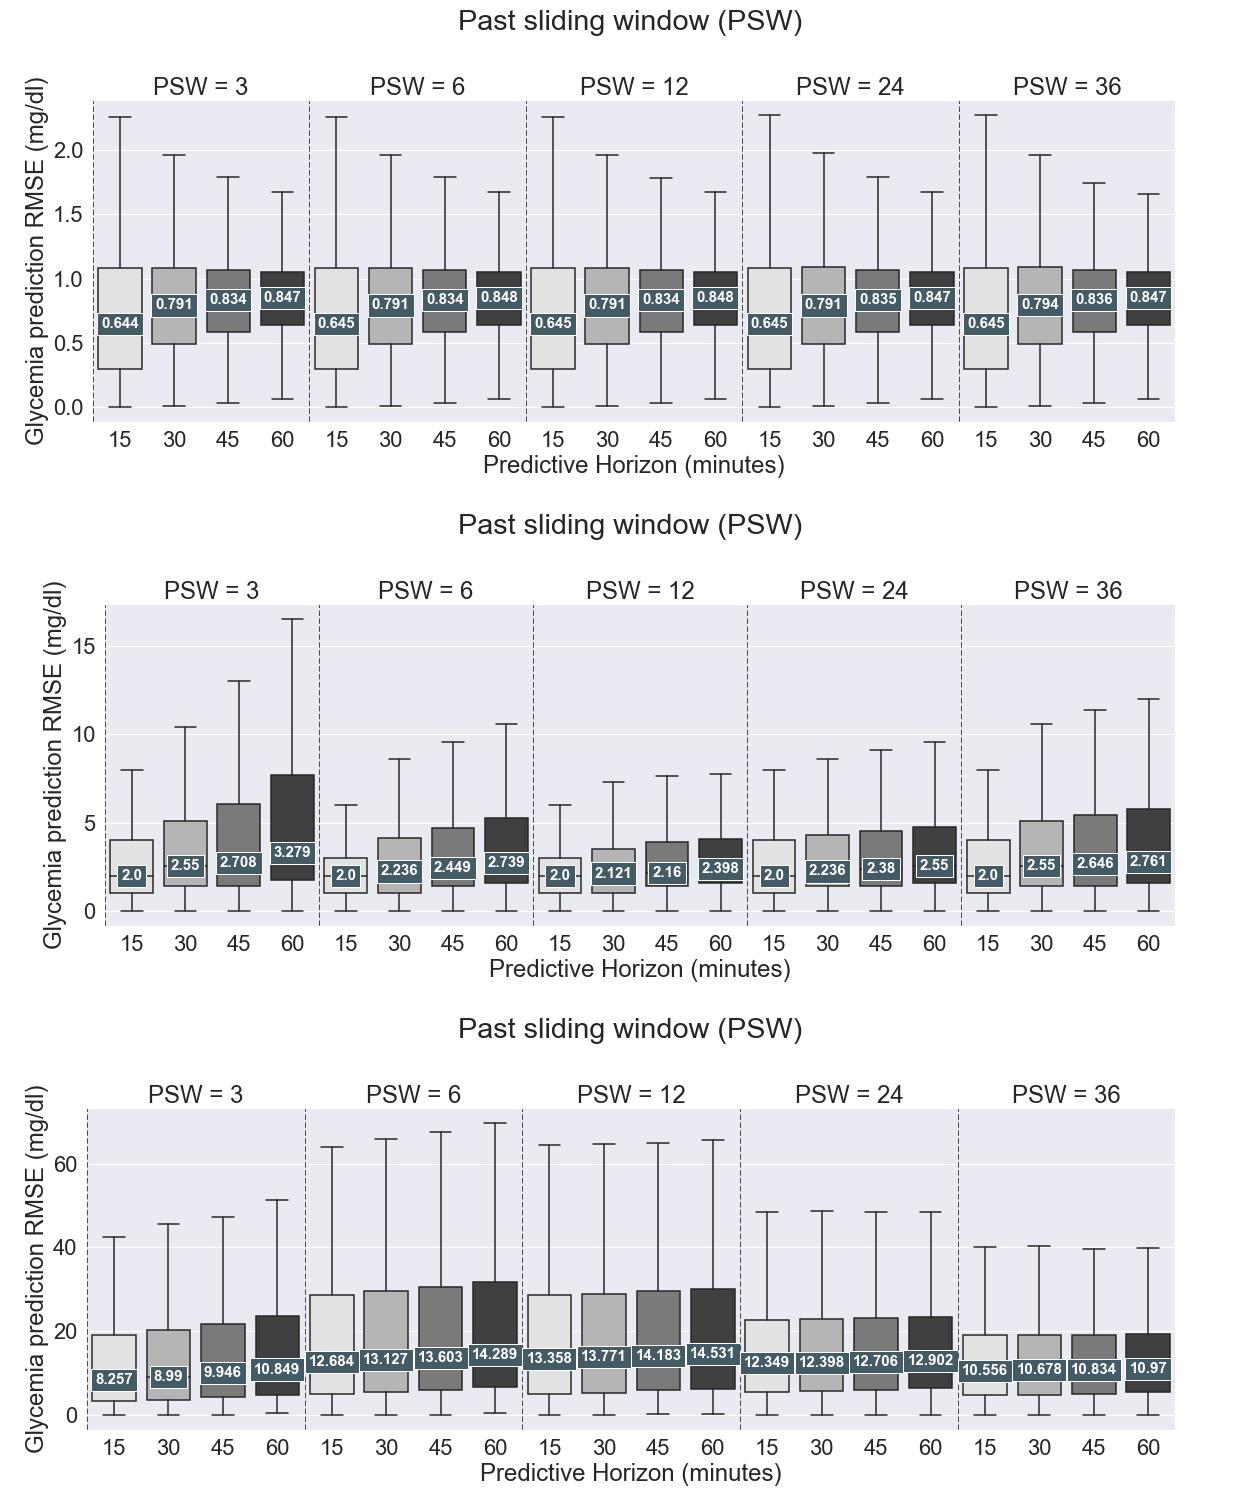 Past sliding window (PSW)
PSW = 3 PSW = 6 PSW = 12 PSW = 24 PSW = 36
Glycemia prediction RMSE (mg/dl)
2.0
1.5
1.0
0.5
0.0
0.644 0.791 0.834 0.847 0.645 0.791 0.834 0.848 0.645 0.791 0.834 0.848 0.645 0.791 0.835 0.847 0.645 0.794 0.836 0.847
15 30 45 60 15 30 45 60 15 30 45 60 15 30 45 60 15 30 45 60
Predictive Horizon (minutes)
Past sliding window (PSW)
PSW = 3 PSW = 6 PSW = 12 PSW = 24 PSW = 36
Glycemia prediction RMSE (mg/dl)
15
10
5
0
2.0 2.55 2.708 3.279 2.0 2.236 2.449 2.739 2.0 2.121 2.16 2.398 2.0 2.236 2.38 2.55 2.0 2.55 2.646 2.761
15 30 45 60 15 30 45 60 15 30 45 60 15 30 45 60 15 30 45 60
Predictive Horizon (minutes)
Past sliding window (PSW)
PSW = 3 PSW = 6 PSW = 12 PSW = 24 PSW = 36
Glycemia prediction RMSE (mg/dl)
60
40
20
0
8.257 8.99 9.946 10.849 12.684 13.127 13.603 14.289 13.358 13.771 14.183 14.531 12.349 12.398 12.706 12.902 10.556 10.678 10.834 10.97
15 30 45 60 15 30 45 60 15 30 45 60 15 30 45 60 15 30 45 60
Predictive Horizon (minutes)